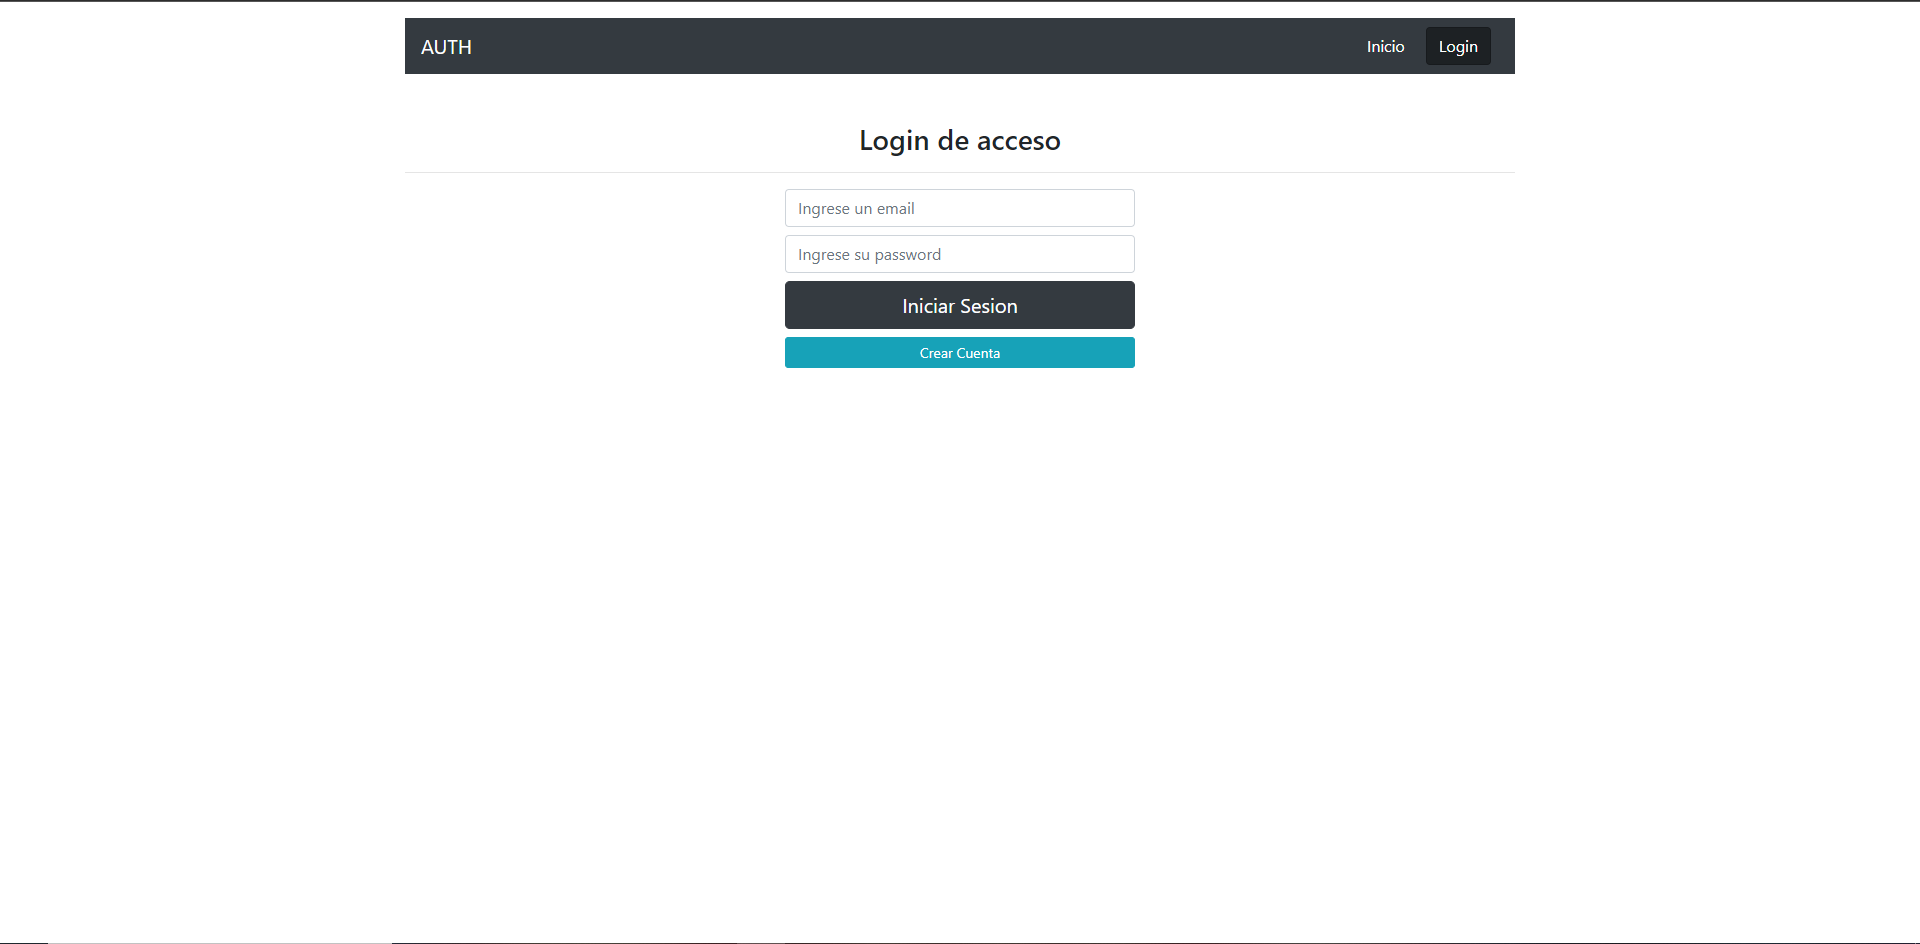 AUTH Inicio Login
Login de acceso
Ingrese un email
Ingrese su password
Iniciar Sesion
Crear Cuenta